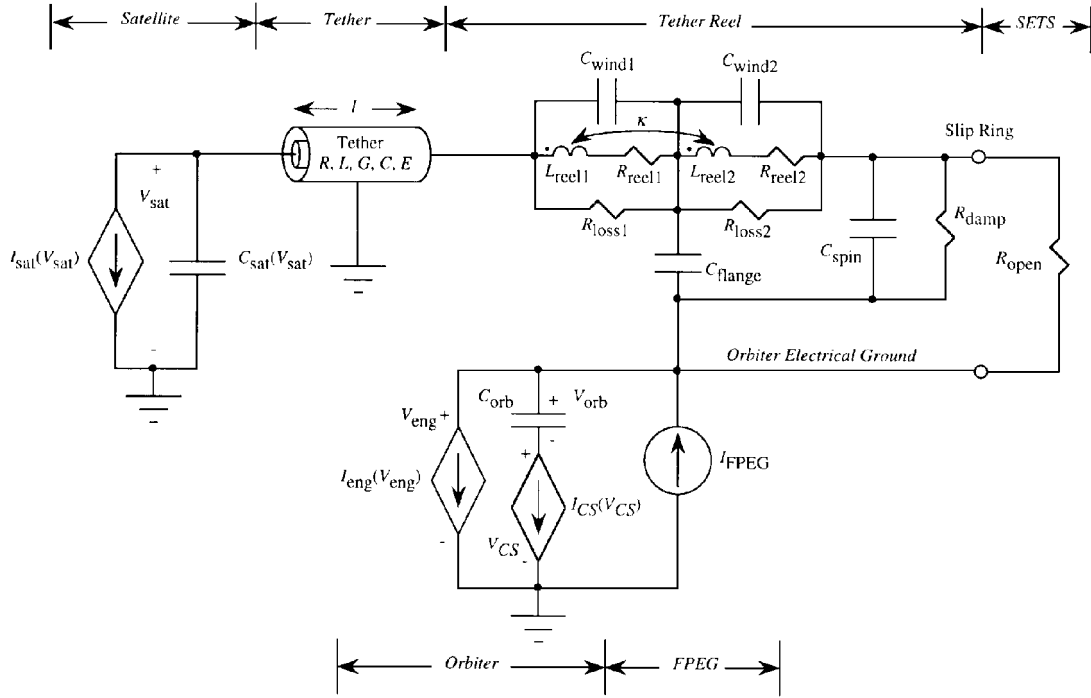 Satellite
Tether
Tether Reel
SETS
C_wind1
C_wind2
l
κ
Tether
R, L, G, C, E
Slip Ring
L_reel1
R_reel1
L_reel2
R_reel2
+
V_sat
R_loss1
R_loss2
R_damp
I_sat(V_sat)
C_sat(V_sat)
C_flange
C_spin
R_open
-
Orbiter Electrical Ground
V_eng +
C_orb
+
V_orb
-
+
I_FPEG
I_eng(V_eng)
I_CS(V_CS)
-
V_CS
-
Orbiter
FPEG